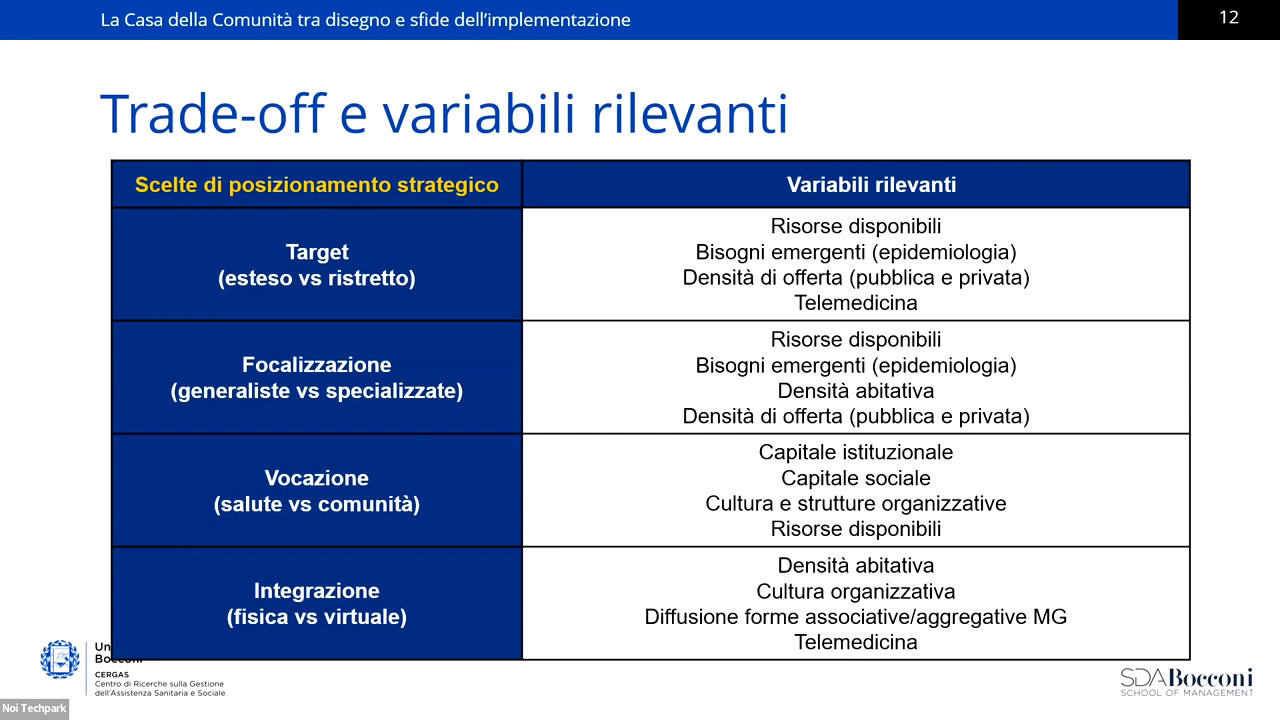 La Casa della Comunità tra disegno e sfide dell’implementazione
12
Trade-off e variabili rilevanti
Scelte di posizionamento strategico
Variabili rilevanti
Target
(esteso vs ristretto)
Risorse disponibili
Bisogni emergenti (epidemiologia)
Densità di offerta (pubblica e privata)
Telemedicina
Focalizzazione
(generaliste vs specializzate)
Risorse disponibili
Bisogni emergenti (epidemiologia)
Densità abitativa
Densità di offerta (pubblica e privata)
Vocazione
(salute vs comunità)
Capitale istituzionale
Capitale sociale
Cultura e strutture organizzative
Risorse disponibili
Integrazione
(fisica vs virtuale)
Densità abitativa
Cultura organizzativa
Diffusione forme associative/aggregative MG
Telemedicina
Bocconi
CERGAS
Centro di Ricerche sulla Gestione
dell’Assistenza Sanitaria e Sociale
SDA Bocconi
SCHOOL OF MANAGEMENT
Noi Techpark